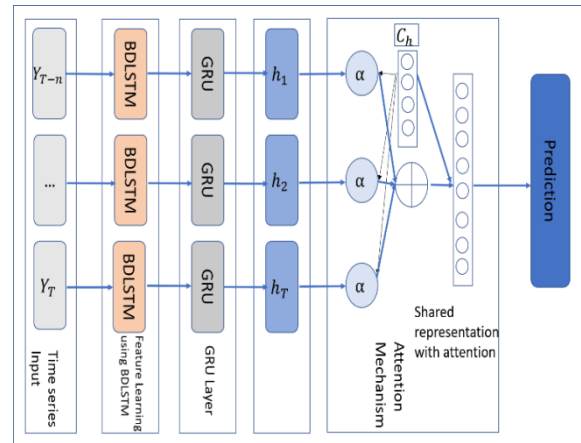 Y_{T-n}
BDLSTM
GRU
h_1
α
C_h
...
BDLSTM
GRU
h_2
α
Y_T
BDLSTM
GRU
h_T
α
Prediction
Time series
Input
Feature Learning
using BDLSTM
GRU Layer
Attention
Mechanism
Shared
representation
with attention